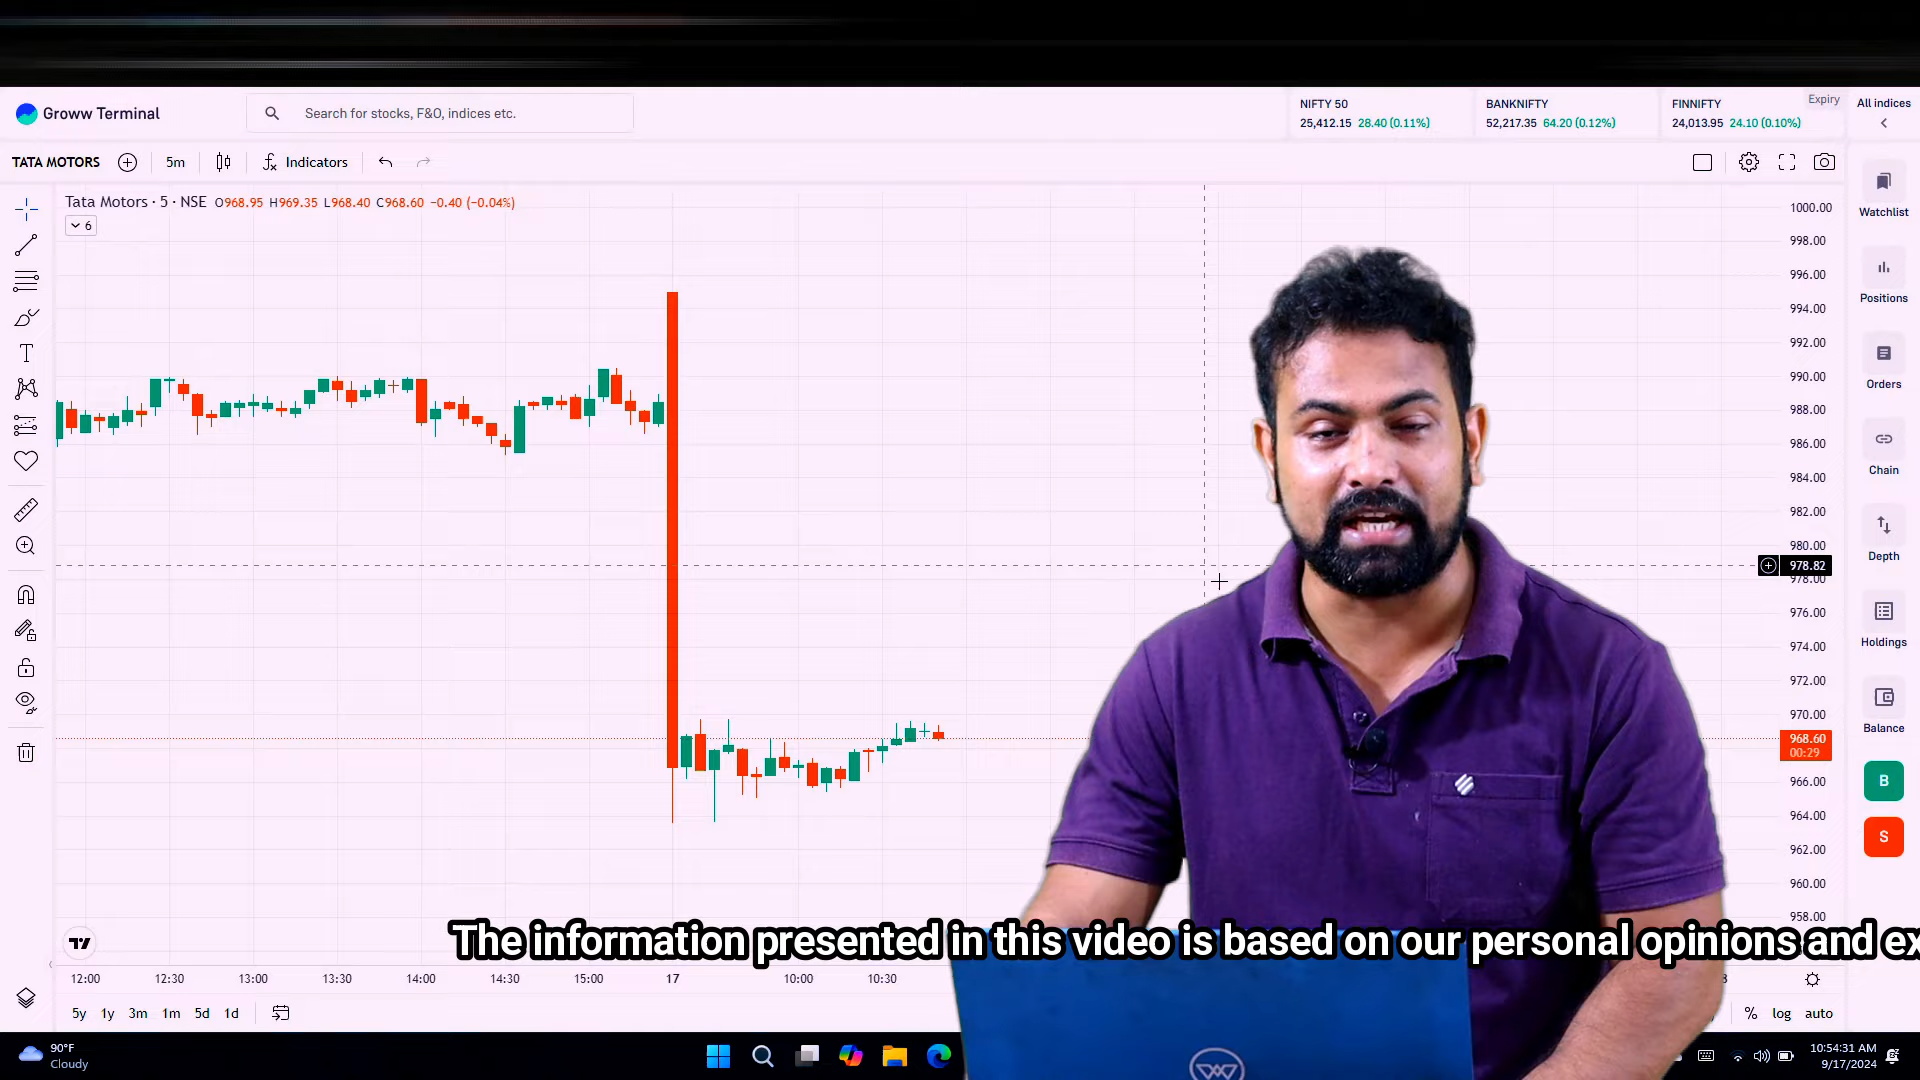 Groww Terminal
Search for stocks, F&O, indices etc.
NIFTY 50
25,412.15 28.40 (0.11%)
BANKNIFTY
52,217.35 64.20 (0.12%)
FINNIFTY
24,013.95 24.10 (0.10%)
Expiry
All indices
TATA MOTORS
5m
Indicators
Tata Motors · 5 · NSE O968.95 H969.35 L968.40 C968.60 −0.40 (−0.04%)
6
1000.00
998.00
996.00
994.00
992.00
990.00
988.00
986.00
984.00
982.00
980.00
978.82
978.00
976.00
974.00
972.00
970.00
968.60
00:29
966.00
964.00
962.00
960.00
958.00
Watchlist
Positions
Orders
Chain
Depth
Holdings
Balance
B
S
The information presented in this video is based on our personal opinions and ex
12:00 12:30 13:00 13:30 14:00 14:30 15:00 17 10:00 10:30
5y 1y 3m 1m 5d 1d
% log auto
90°F
Cloudy
10:54:31 AM
9/17/2024